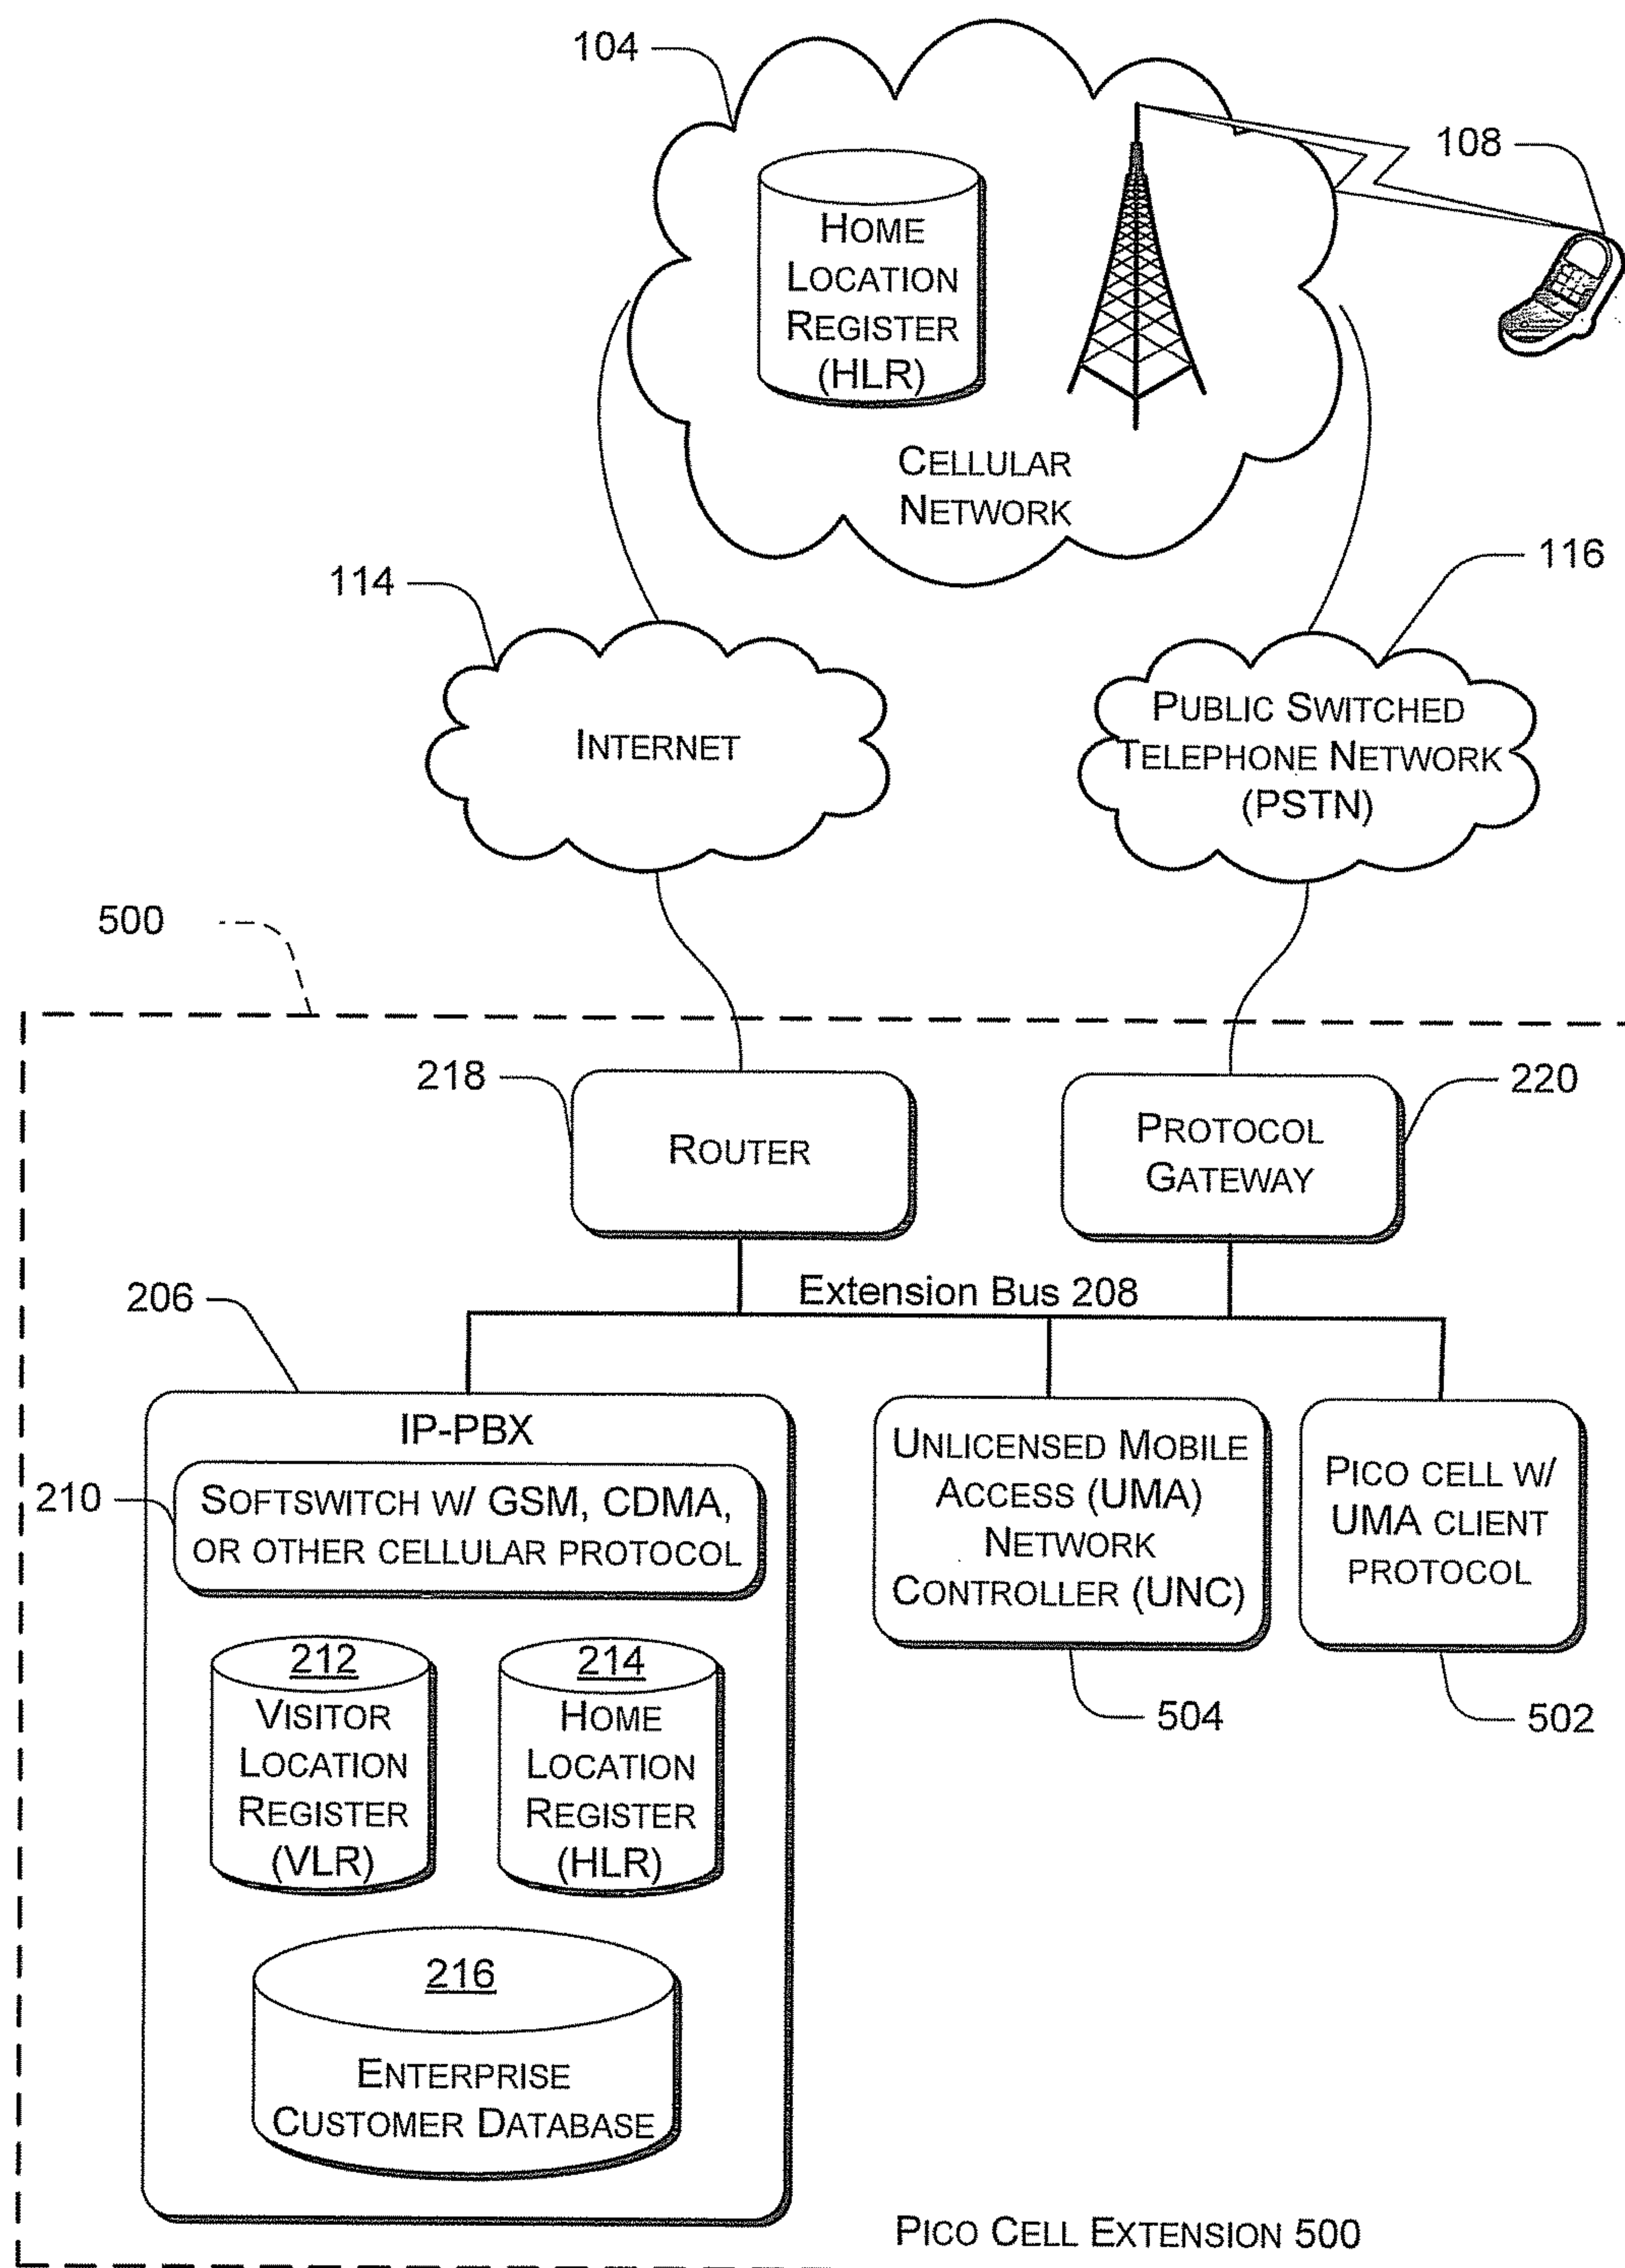 104
108
HOME
LOCATION
REGISTER
(HLR)
CELLULAR
NETWORK
114
116
INTERNET
PUBLIC SWITCHED
TELEPHONE NETWORK
(PSTN)
500
218
ROUTER
220
PROTOCOL
GATEWAY
Extension Bus 208
206
IP-PBX
210
SOFTSWITCH W/ GSM, CDMA,
OR OTHER CELLULAR PROTOCOL
212
VISITOR
LOCATION
REGISTER
(VLR)
214
HOME
LOCATION
REGISTER
(HLR)
216
ENTERPRISE
CUSTOMER DATABASE
UNLICENSED MOBILE
ACCESS (UMA)
NETWORK
CONTROLLER (UNC)
504
PICO CELL W/
UMA CLIENT
PROTOCOL
502
PICO CELL EXTENSION 500